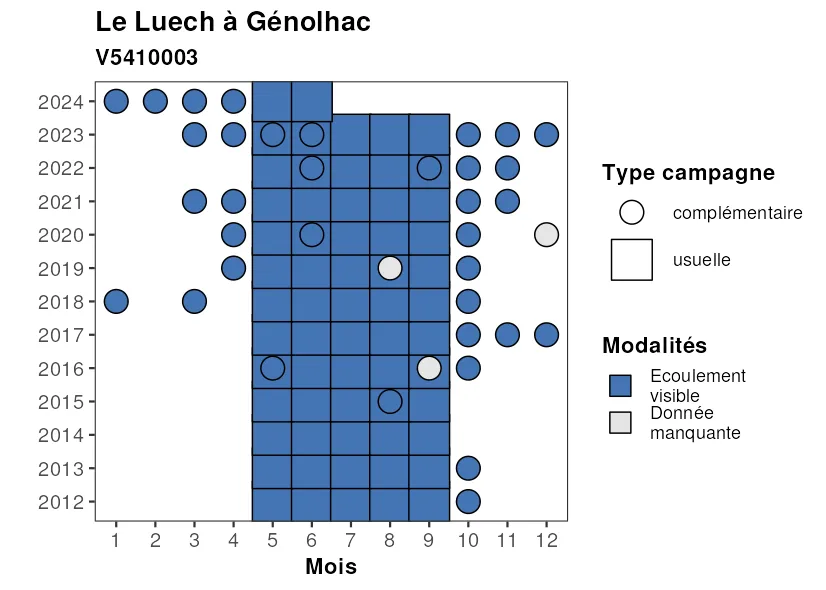 Le Luech à Génolhac
V5410003
2024
2023
2022
2021
2020
2019
2018
2017
2016
2015
2014
2013
2012
1 2 3 4 5 6 7 8 9 10 11 12
Mois
Type campagne
complémentaire
usuelle
Modalités
Ecoulement
visible
Donnée
manquante